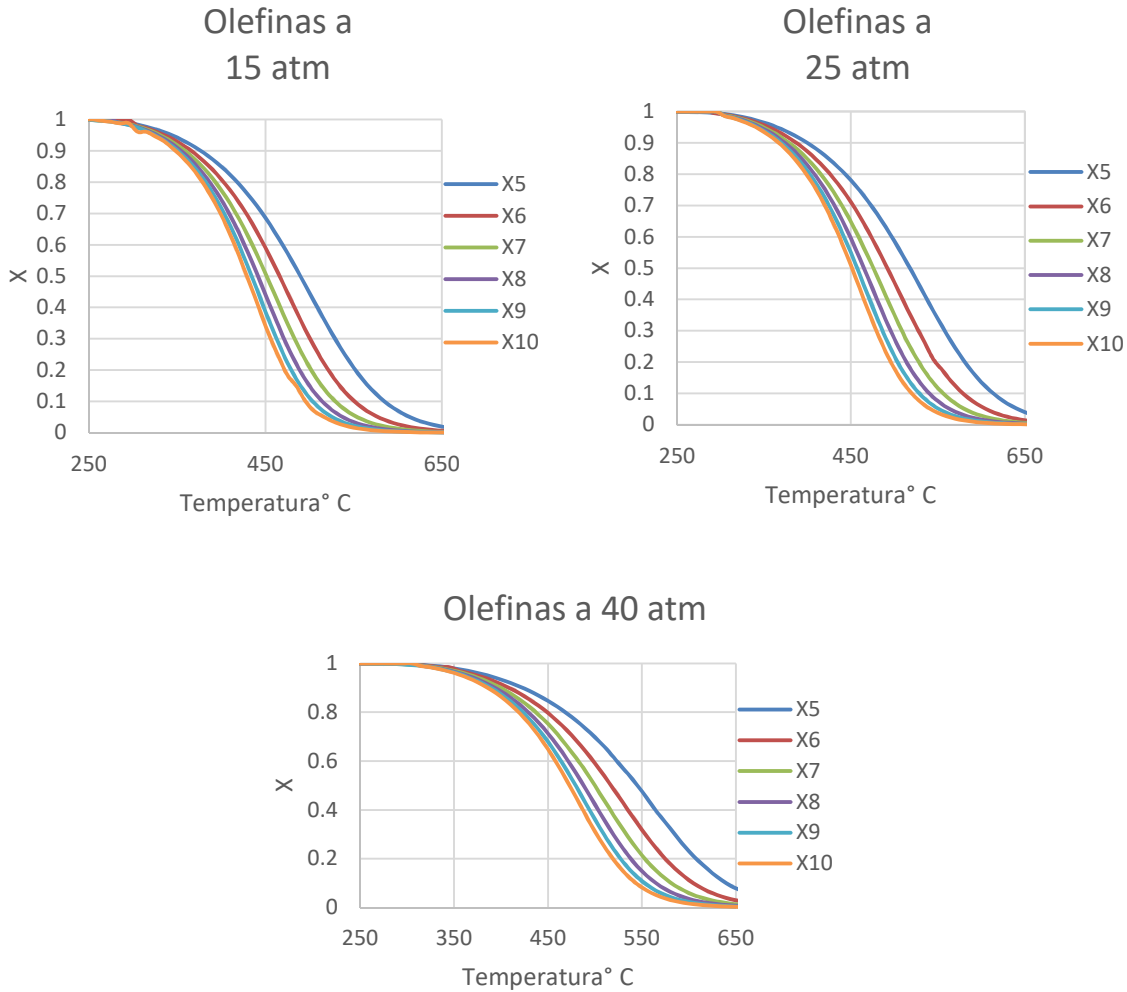 Olefinas a
15 atm
1
0.9
0.8
0.7
0.6
0.5
0.4
0.3
0.2
0.1
0
X
250
450
650
Temperatura° C
X5
X6
X7
X8
X9
X10
Olefinas a
25 atm
1
0.9
0.8
0.7
0.6
0.5
0.4
0.3
0.2
0.1
0
X
250
450
650
Temperatura° C
X5
X6
X7
X8
X9
X10
Olefinas a 40 atm
1
0.8
0.6
0.4
0.2
0
X
250
350
450
550
650
Temperatura° C
X5
X6
X7
X8
X9
X10